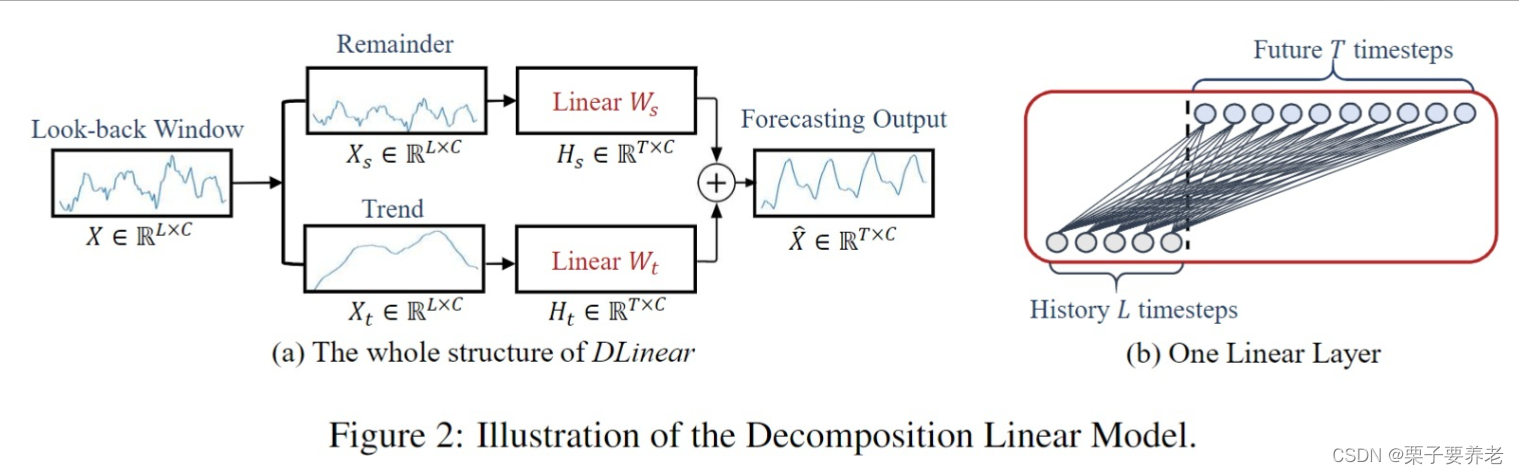 Look-back Window
X ∈ ℝ^{L×C}
Remainder
X_s ∈ ℝ^{L×C}
Linear W_s
H_s ∈ ℝ^{T×C}
Trend
X_t ∈ ℝ^{L×C}
Linear W_t
H_t ∈ ℝ^{T×C}
+
Forecasting Output
X̂ ∈ ℝ^{T×C}
(a) The whole structure of DLinear
Future T timesteps
History L timesteps
(b) One Linear Layer
Figure 2: Illustration of the Decomposition Linear Model.
CSDN @栗子要养老